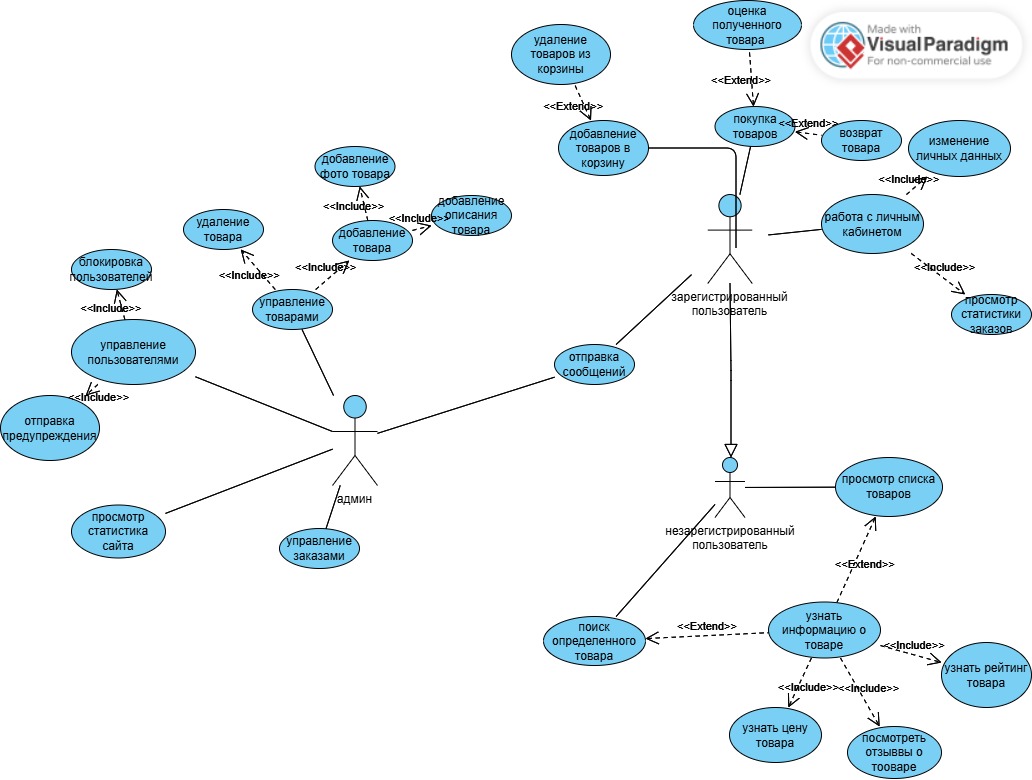 оценка
полученного
товара
Made with
Visual Paradigm
For non-commercial use
удаление
товаров из
корзины
<<Extend>>
<<Extend>>
покупка
товаров
<<Extend>>
возврат
товара
добавление
товаров в
корзину
изменение
личных данных
<<Include>>
работа с личным
кабинетом
<<Include>>
просмотр
статистики
заказов
добавление
фото товара
<<Include>>
добавление
описания
товара
<<Include>>
добавление
товара
удаление
товара
<<Include>>
<<Include>>
блокировка
пользователей
<<Include>>
управление
товарами
зарегистрированный
пользователь
управление
пользователями
отправка
сообщений
<<Include>>
отправка
предупреждения
админ
просмотр
статистика
сайта
управление
заказами
просмотр списка
товаров
незарегистрированный
пользователь
<<Extend>>
узнать
информацию о
товаре
<<Extend>>
поиск
определенного
товара
<<Include>>
узнать рейтинг
товара
<<Include>>
<<Include>>
узнать цену
товара
посмотреть
отзыввы о
тооваре